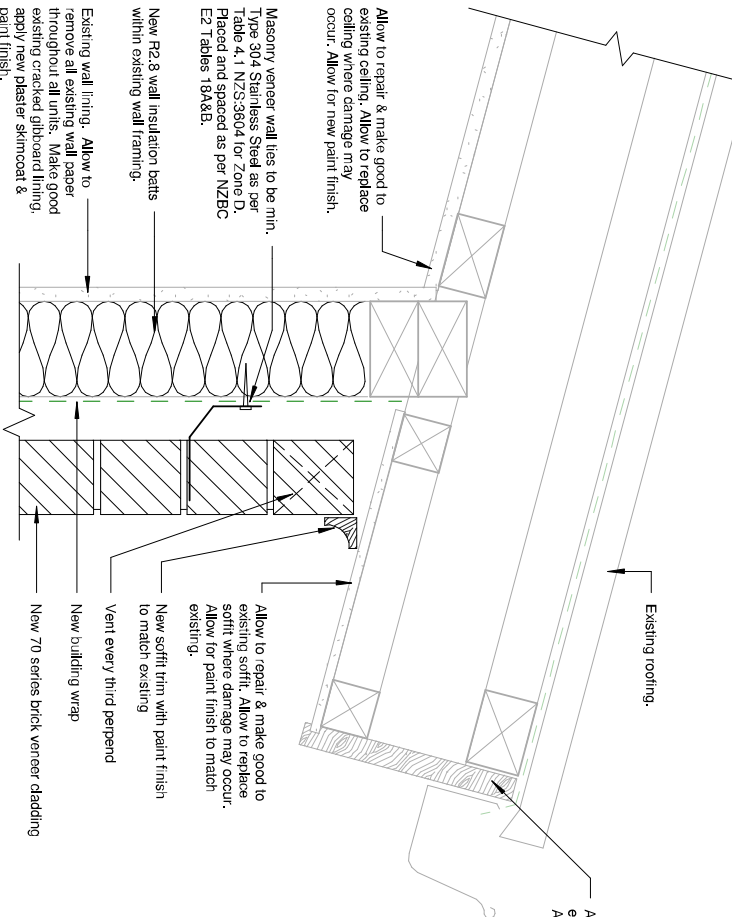 Allow to repair & make good to
existing ceiling. Allow to replace
ceiling where damage may
occur. Allow for new paint finish.
Masonry veneer wall ties to be min.
Type 304 Stainless Steel as per
Table 4.1 NZS:3604 for Zone D.
Placed and spaced as per NZBC
E2 Tables 18A&B.
New R2.8 wall insulation batts
within existing wall framing.
Existing wall lining. Allow to
remove all existing wall paper
throughout all units. Make good
existing cracked gibboard lining,
apply new plaster skimcoat &
paint finish.
Existing roofing.
Allow to repair & make good to
existing soffit. Allow to replace
soffit where damage may occur.
Allow for paint finish to match
existing.
New soffit trim with paint finish
to match existing
Vent every third perpend
New building wrap
New 70 series brick veneer cladding